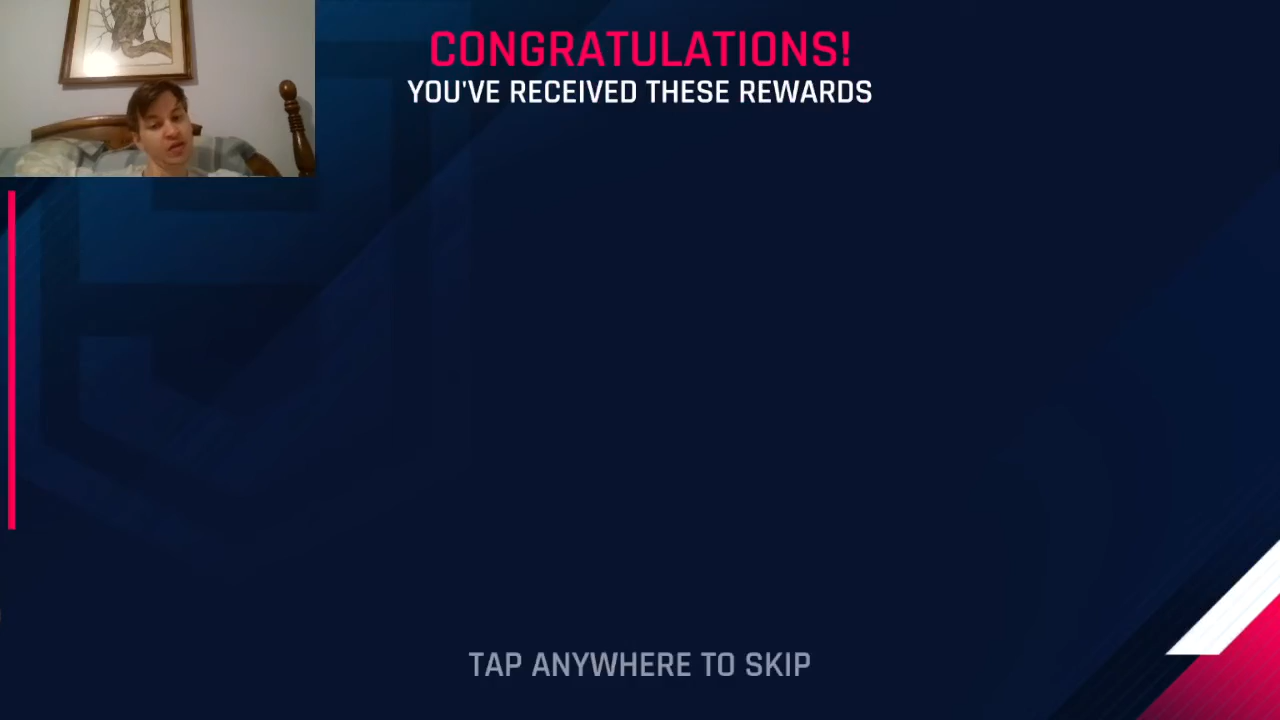 CONGRATULATIONS!
YOU'VE RECEIVED THESE REWARDS
TAP ANYWHERE TO SKIP